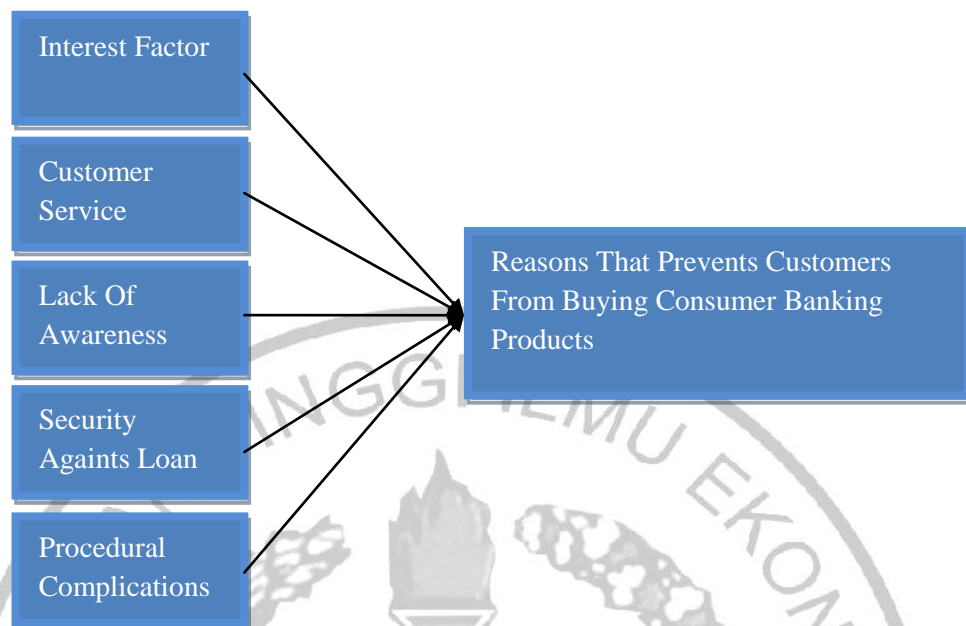 Interest Factor
Customer
Service
Lack Of
Awareness
Security
Againts Loan
Procedural
Complications
Reasons That Prevents Customers
From Buying Consumer Banking
Products
EKON